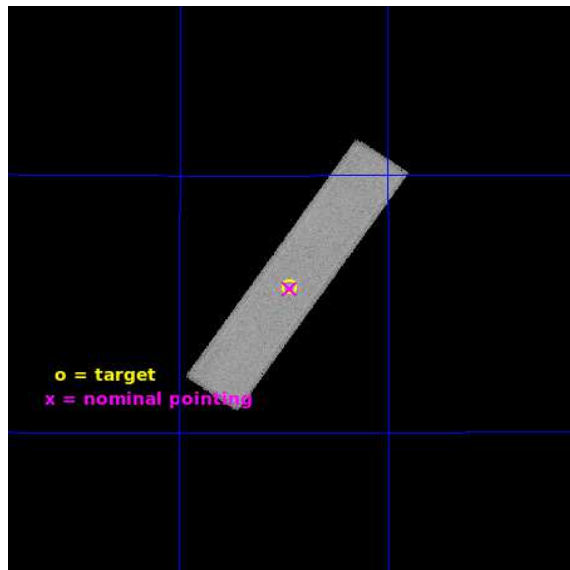 o = target
x = nominal pointing